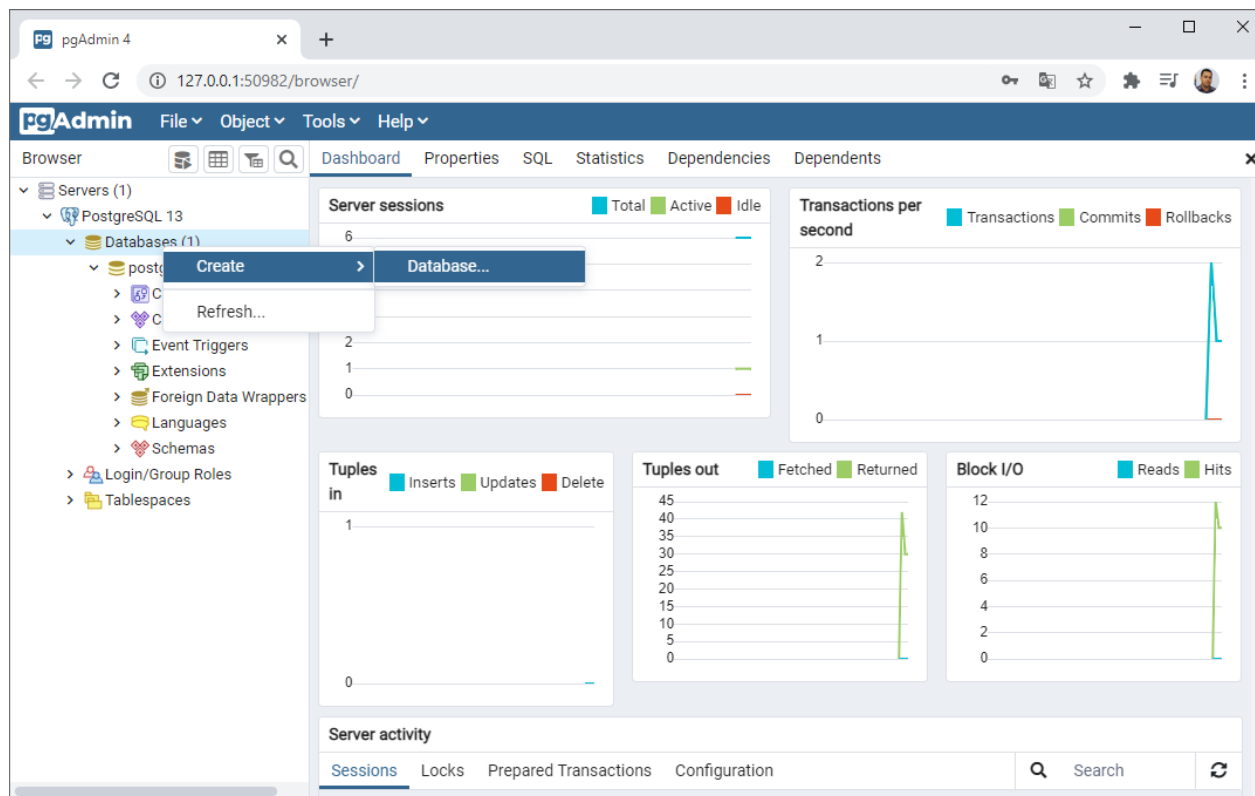 pgAdmin 4
127.0.0.1:50982/browser/
pgAdmin File Object Tools Help
Browser
Dashboard Properties SQL Statistics Dependencies Dependents
Servers (1)
PostgreSQL 13
Databases (1)
Create
Database...
Refresh...
Event Triggers
Extensions
Foreign Data Wrappers
Languages
Schemas
Login/Group Roles
Tablespaces
Server sessions
Total Active Idle
6
2
1
0
Transactions per
second
Transactions Commits Rollbacks
2
1
0
Tuples
in
Inserts Updates Delete
1
0
Tuples out
Fetched Returned
45
40
35
30
25
20
15
10
5
0
Block I/O
Reads Hits
12
10
8
6
4
2
0
Server activity
Sessions Locks Prepared Transactions Configuration
Search